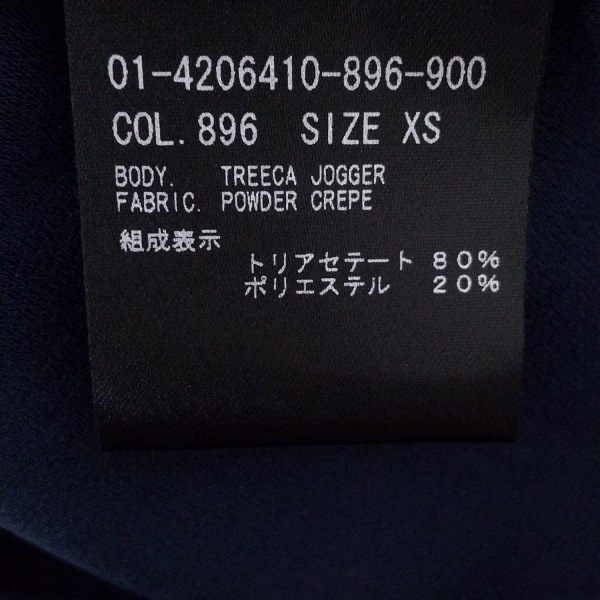 01-4206410-896-900
COL.896 SIZE XS
BODY. TREECA JOGGER
FABRIC. POWDER CREPE
組成表示
トリアセテート 80%
ポリエステル 20%